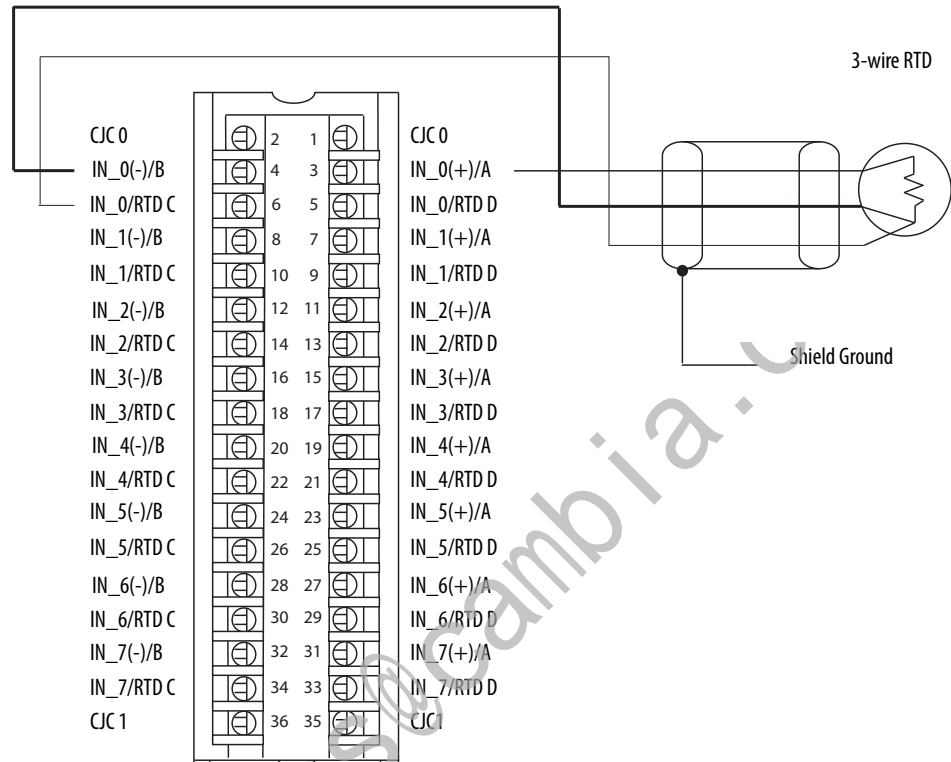 3-wire RTD
CJC 0 2 1 CJC 0
IN_0(-)/B 4 3 IN_0(+)/A
IN_0/RTD C 6 5 IN_0/RTD D
IN_1(-)/B 8 7 IN_1(+)/A
IN_1/RTD C 10 9 IN_1/RTD D
IN_2(-)/B 12 11 IN_2(+)/A
IN_2/RTD C 14 13 IN_2/RTD D
Shield Ground
IN_3(-)/B 16 15 IN_3(+)/A
IN_3/RTD C 18 17 IN_3/RTD D
IN_4(-)/B 20 19 IN_4(+)/A
IN_4/RTD C 22 21 IN_4/RTD D
IN_5(-)/B 24 23 IN_5(+)/A
IN_5/RTD C 26 25 IN_5/RTD D
IN_6(-)/B 28 27 IN_6(+)/A
IN_6/RTD C 30 29 IN_6/RTD D
IN_7(-)/B 32 31 IN_7(+)/A
IN_7/RTD C 34 33 IN_7/RTD D
CJC 1 36 35 CJC1
s@cambia.